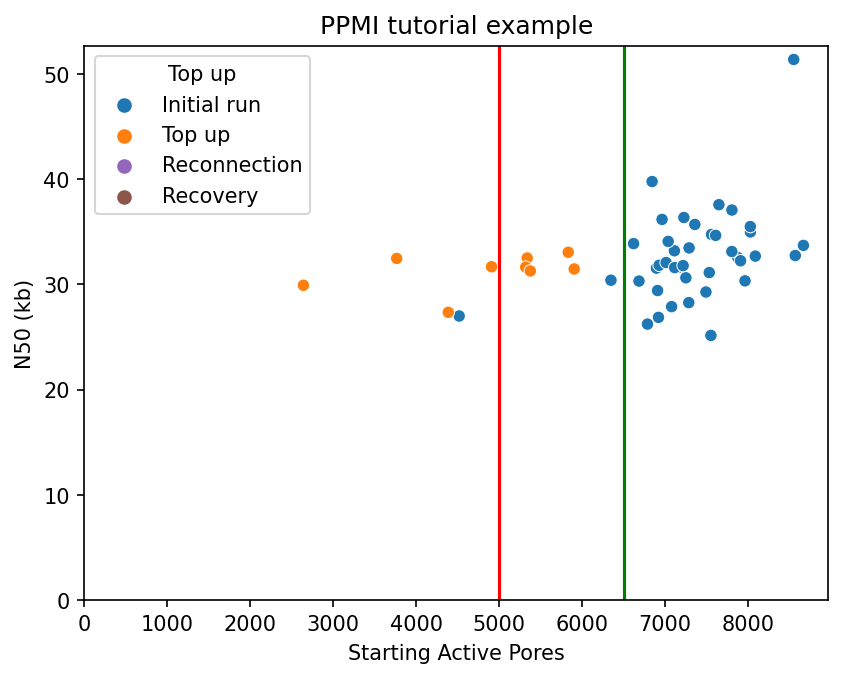 PPMI tutorial example
Top up
Initial run
Top up
Reconnection
Recovery
50
40
30
20
10
0
N50 (kb)
0 1000 2000 3000 4000 5000 6000 7000 8000
Starting Active Pores